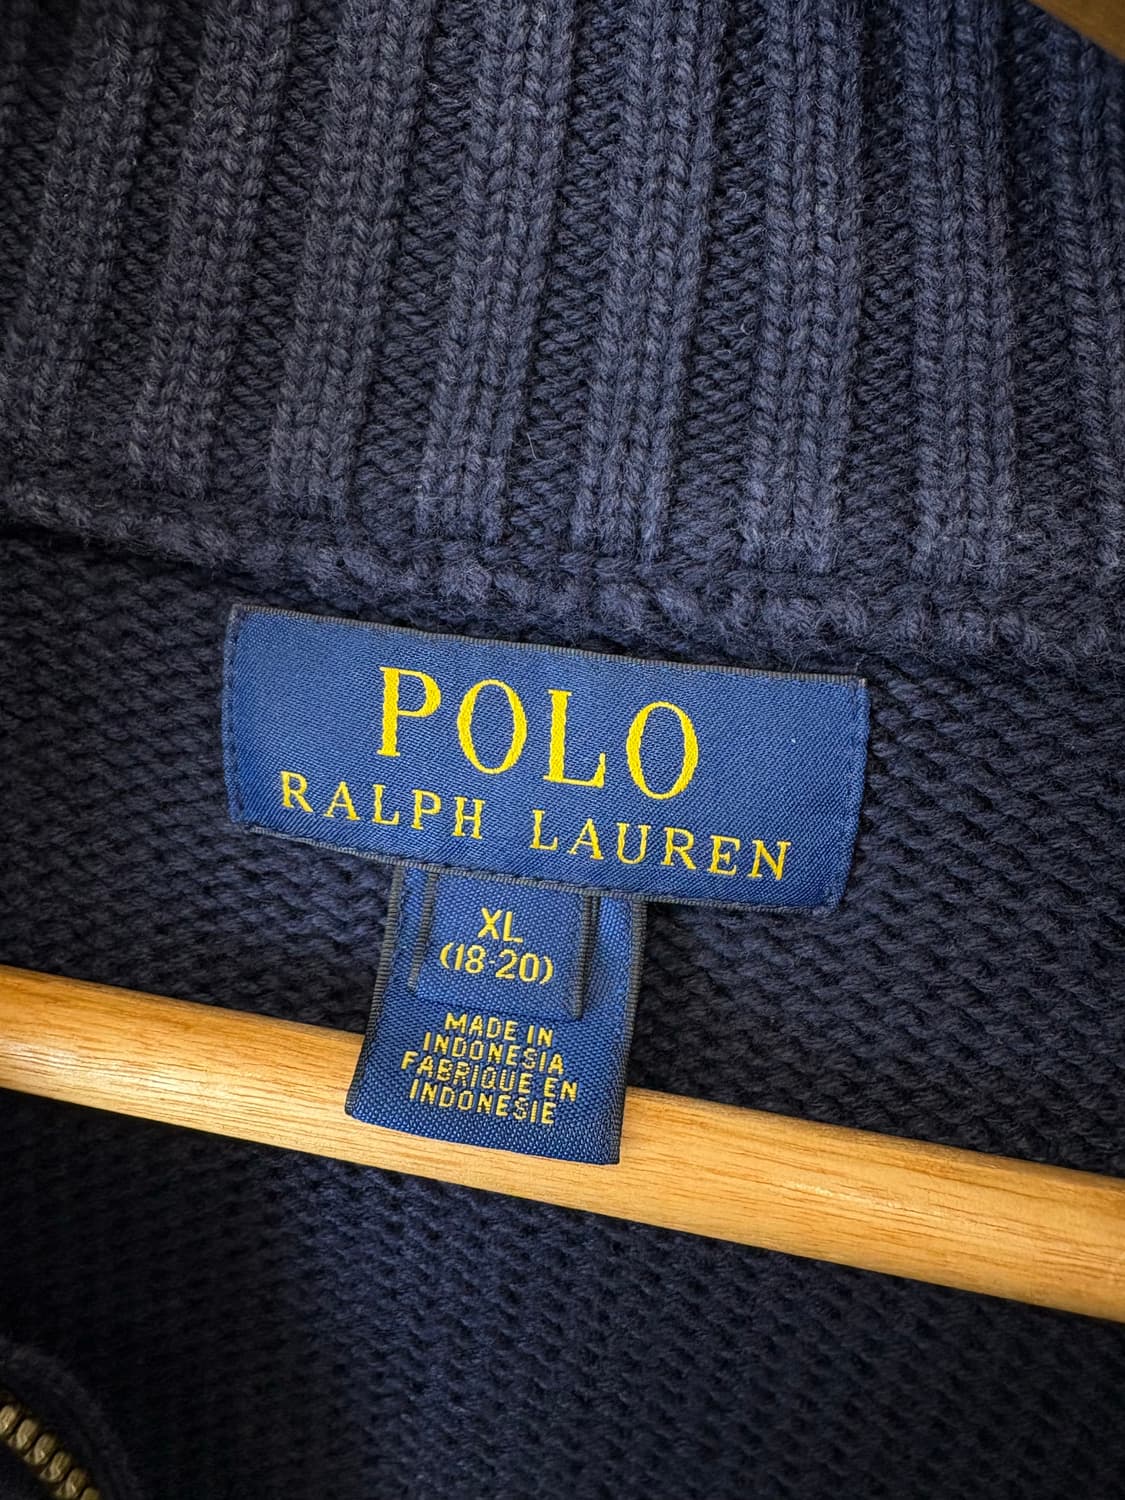 POLO
RALPH LAUREN
XL
(18-20)
MADE IN
INDONESIA
FABRIQUE EN
INDONESIE